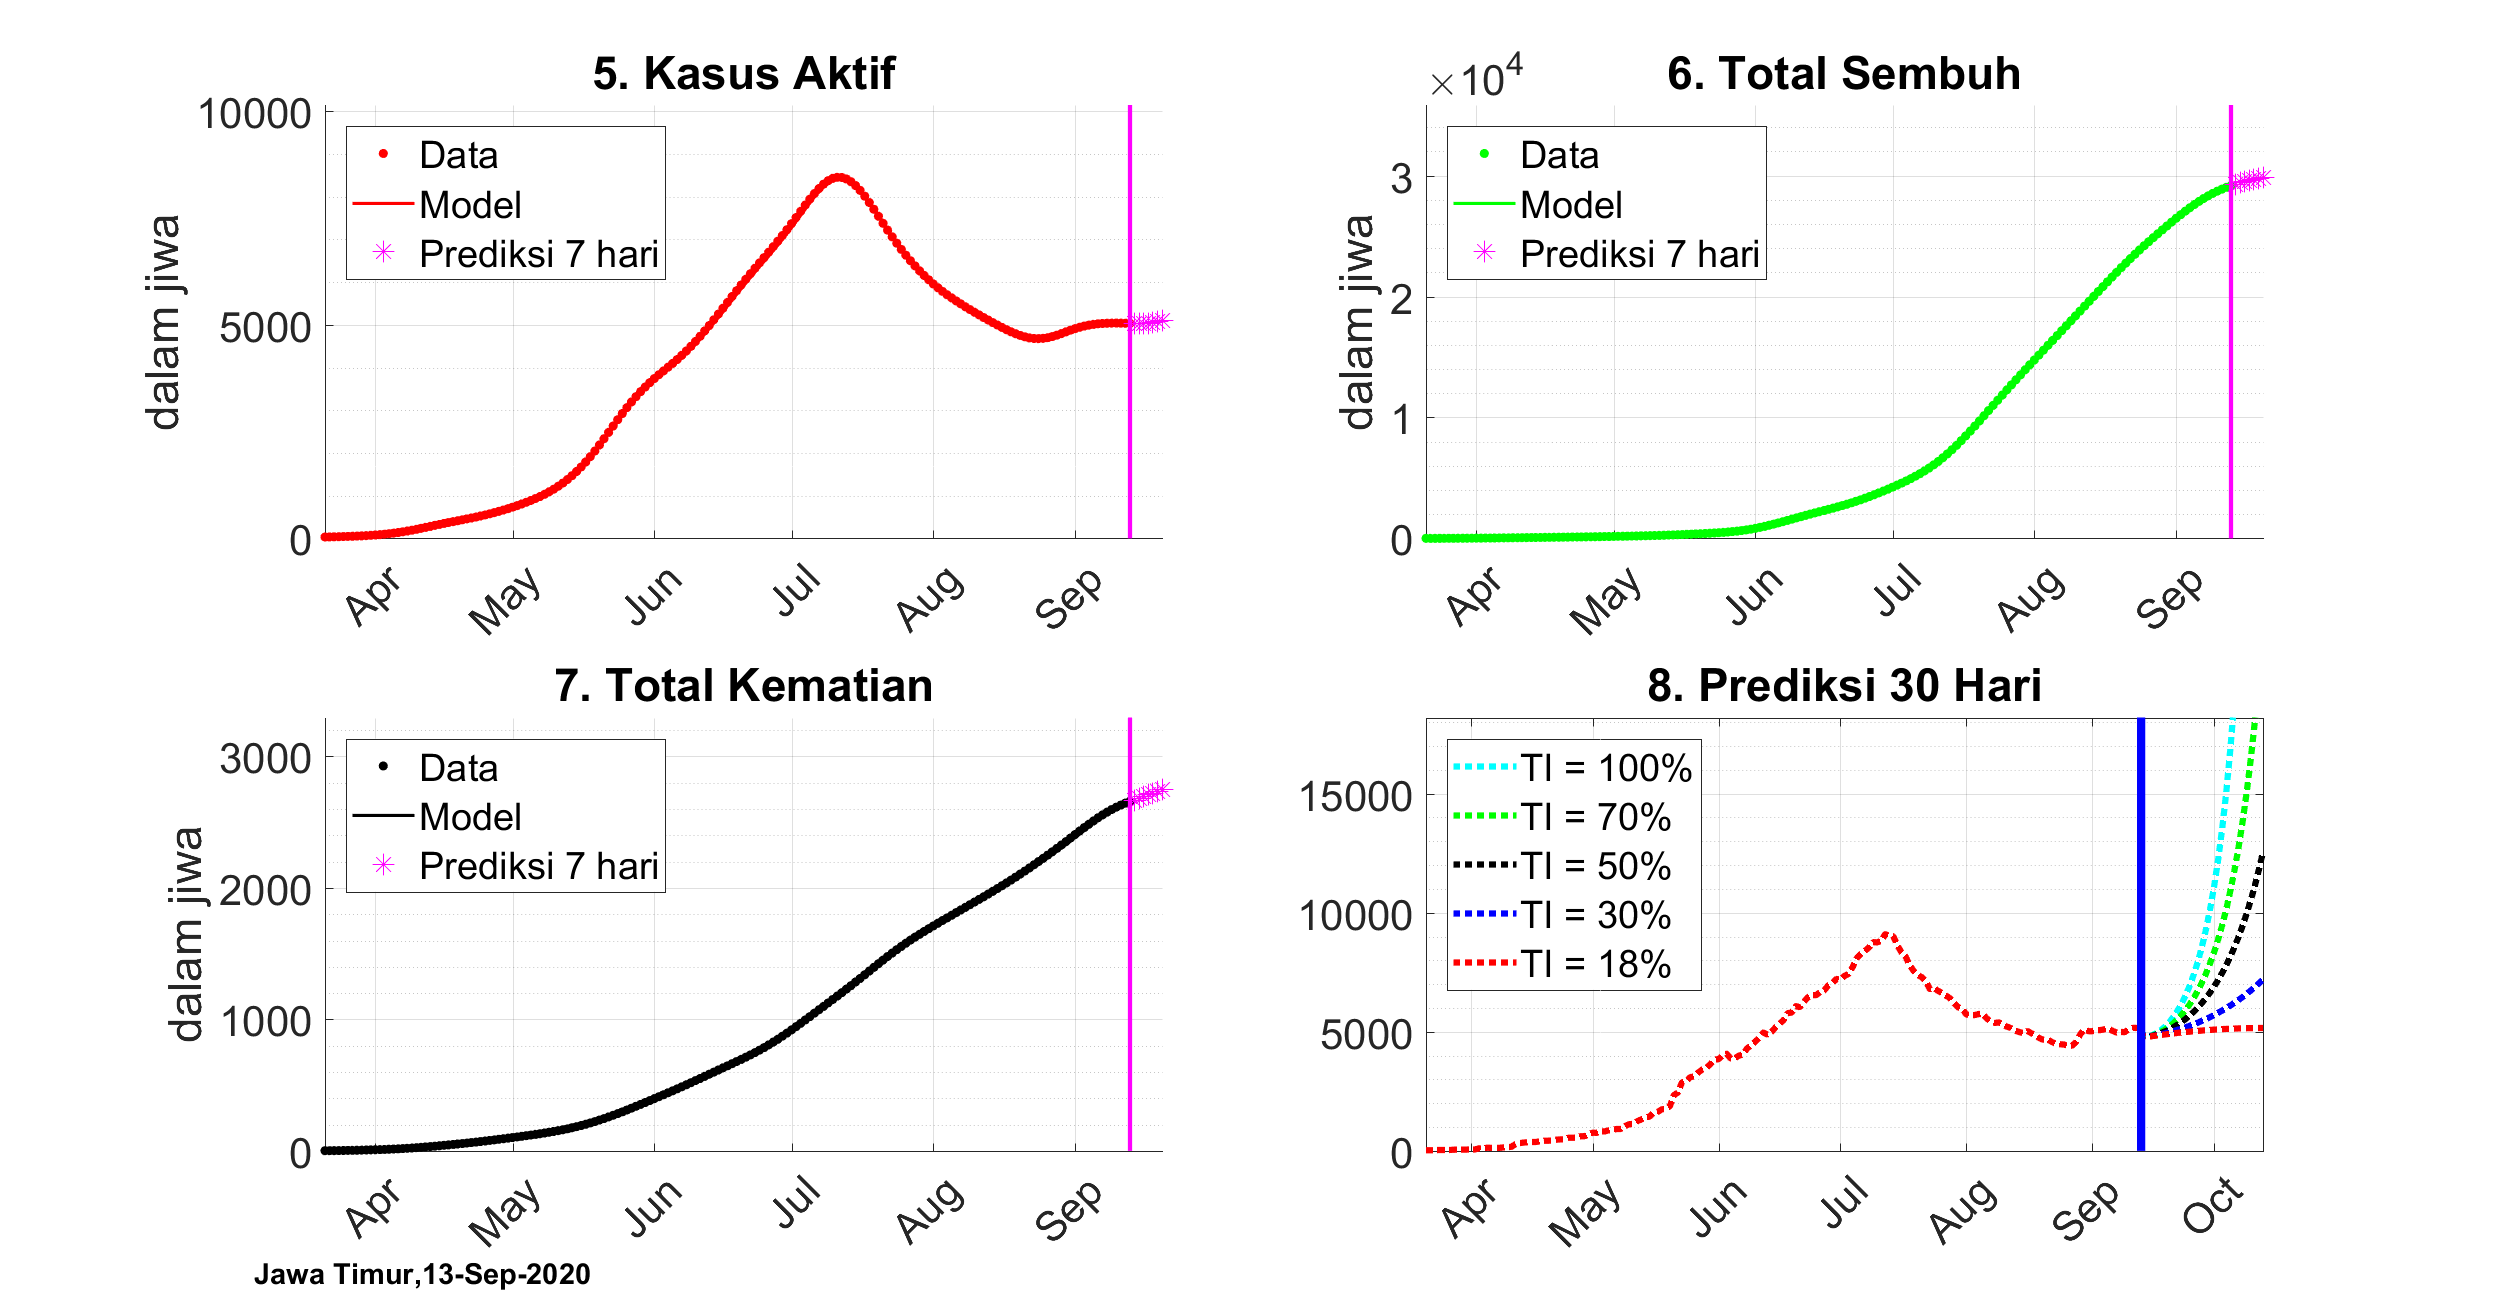 5. Kasus Aktif
10000
5000
0
dalam jiwa
Data
Model
Prediksi 7 hari
Apr
May
Jun
Jul
Aug
Sep
6. Total Sembuh
×10⁴
3
2
1
0
dalam jiwa
Data
Model
Prediksi 7 hari
Apr
May
Jun
Jul
Aug
Sep
7. Total Kematian
3000
2000
1000
0
dalam jiwa
Data
Model
Prediksi 7 hari
Apr
May
Jun
Jul
Aug
Sep
8. Prediksi 30 Hari
15000
10000
5000
0
TI = 100%
TI = 70%
TI = 50%
TI = 30%
TI = 18%
Apr
May
Jun
Jul
Aug
Sep
Oct
Jawa Timur,13-Sep-2020